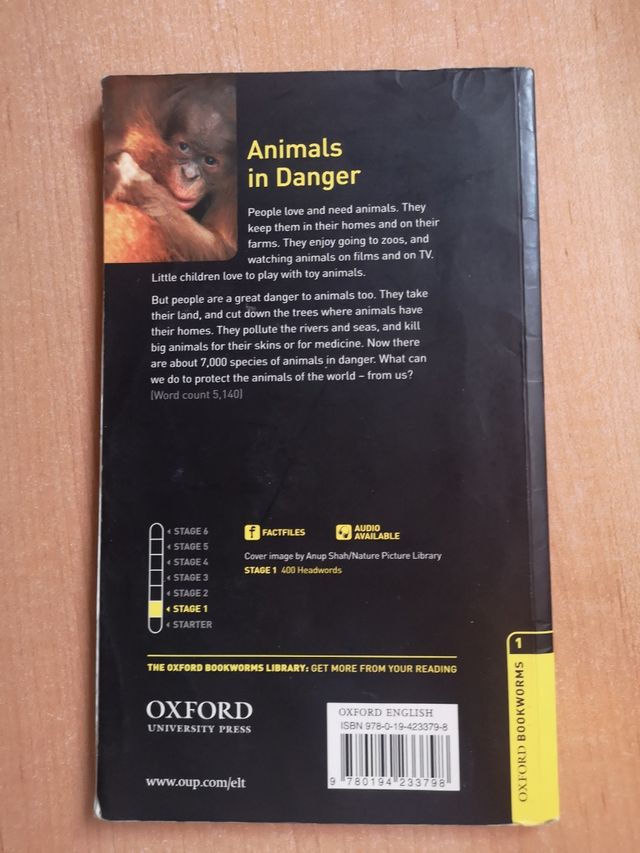 Animals
in Danger
People love and need animals. They
keep them in their homes and on their
farms. They enjoy going to zoos, and
watching animals on films and on TV.
Little children love to play with toy animals.
But people are a great danger to animals too. They take
their land, and cut down the trees where animals have
their homes. They pollute the rivers and seas, and kill
big animals for their skins or for medicine. Now there
are about 7,000 species of animals in danger. What can
we do to protect the animals of the world – from us?
(Word count 5,140)
STAGE 6
STAGE 5
STAGE 4
STAGE 3
STAGE 2
STAGE 1
STARTER
f FACTFILES
AUDIO
AVAILABLE
Cover image by Anup Shah/Nature Picture Library
STAGE 1 400 Headwords
THE OXFORD BOOKWORMS LIBRARY: GET MORE FROM YOUR READING
OXFORD
UNIVERSITY PRESS
www.oup.com/elt
OXFORD ENGLISH
ISBN 978-0-19-423379-8
9 780194 233798
1
OXFORD BOOKWORMS